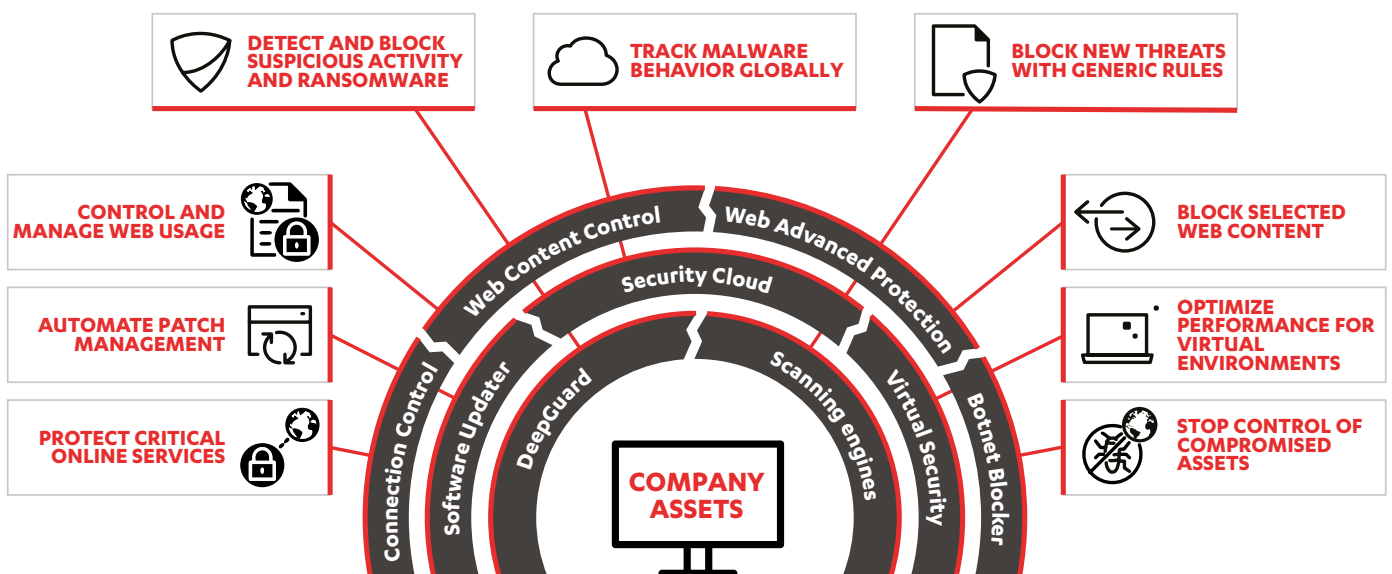 DETECT AND BLOCK
SUSPICIOUS ACTIVITY
AND RANSOMWARE
TRACK MALWARE
BEHAVIOR GLOBALLY
BLOCK NEW THREATS
WITH GENERIC RULES
CONTROL AND
MANAGE WEB USAGE
AUTOMATE PATCH
MANAGEMENT
PROTECT CRITICAL
ONLINE SERVICES
BLOCK SELECTED
WEB CONTENT
OPTIMIZE
PERFORMANCE FOR
VIRTUAL
ENVIRONMENTS
STOP CONTROL OF
COMPROMISED
ASSETS
Connection Control
Web Content Control
Web Advanced Protection
Botnet Blocker
Software Updater
Security Cloud
Virtual Security
DeepGuard
Scanning engines
COMPANY
ASSETS